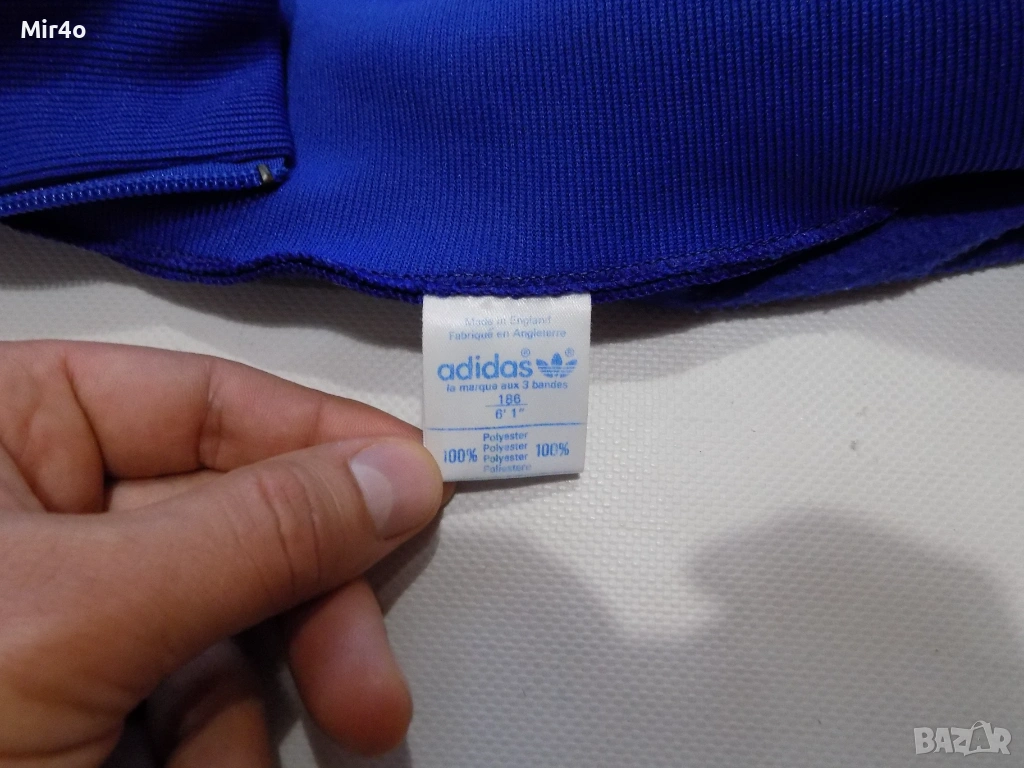 Mir4o
Made in England
Fabriqué en Angleterre
adidas® ®
la marque aux 3 bandes
186
6' 1"
Polyester
100% Polyester 100%
Polyester
Poliestere
BAZAR